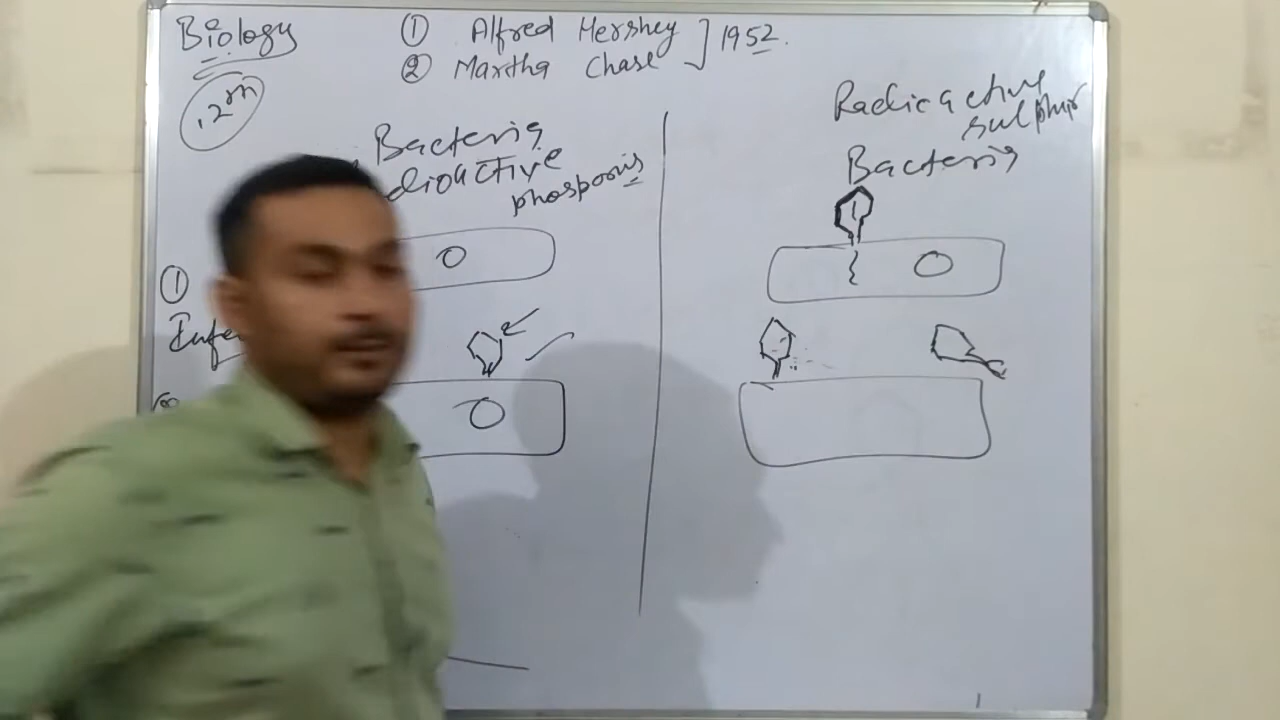 Biology
12th
① Alfred Hershey
② Martha Chase
1952.
Bacteria
phosporus
①
Radioactive
sulphur
Bacteria